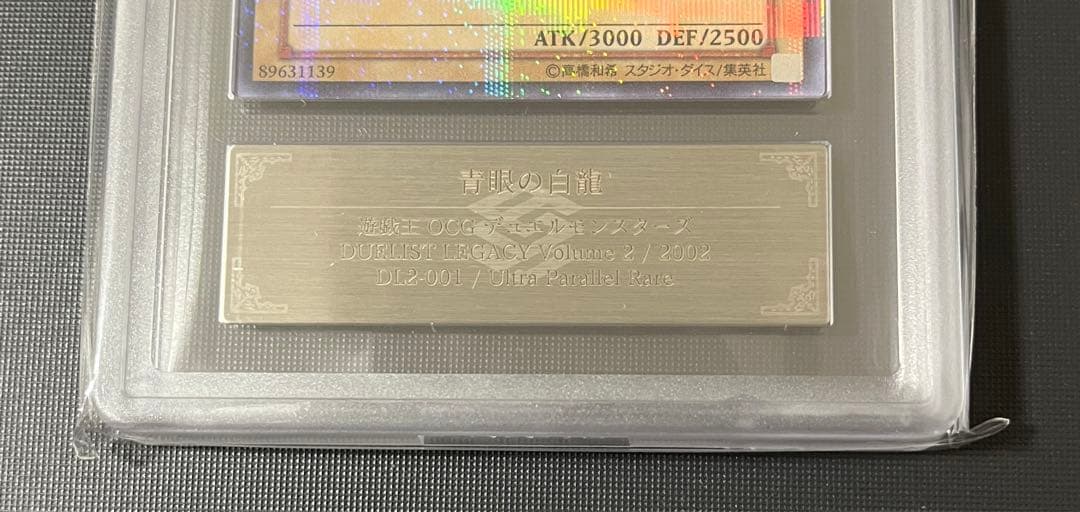 ATK/3000 DEF/2500
89631139 ©高橋和希 スタジオ・ダイス/集英社
青眼の白龍
遊戯王 OCG デュエルモンスターズ
DUELIST LEGACY Volume 2 / 2002
DL2-001 / Ultra Parallel Rare